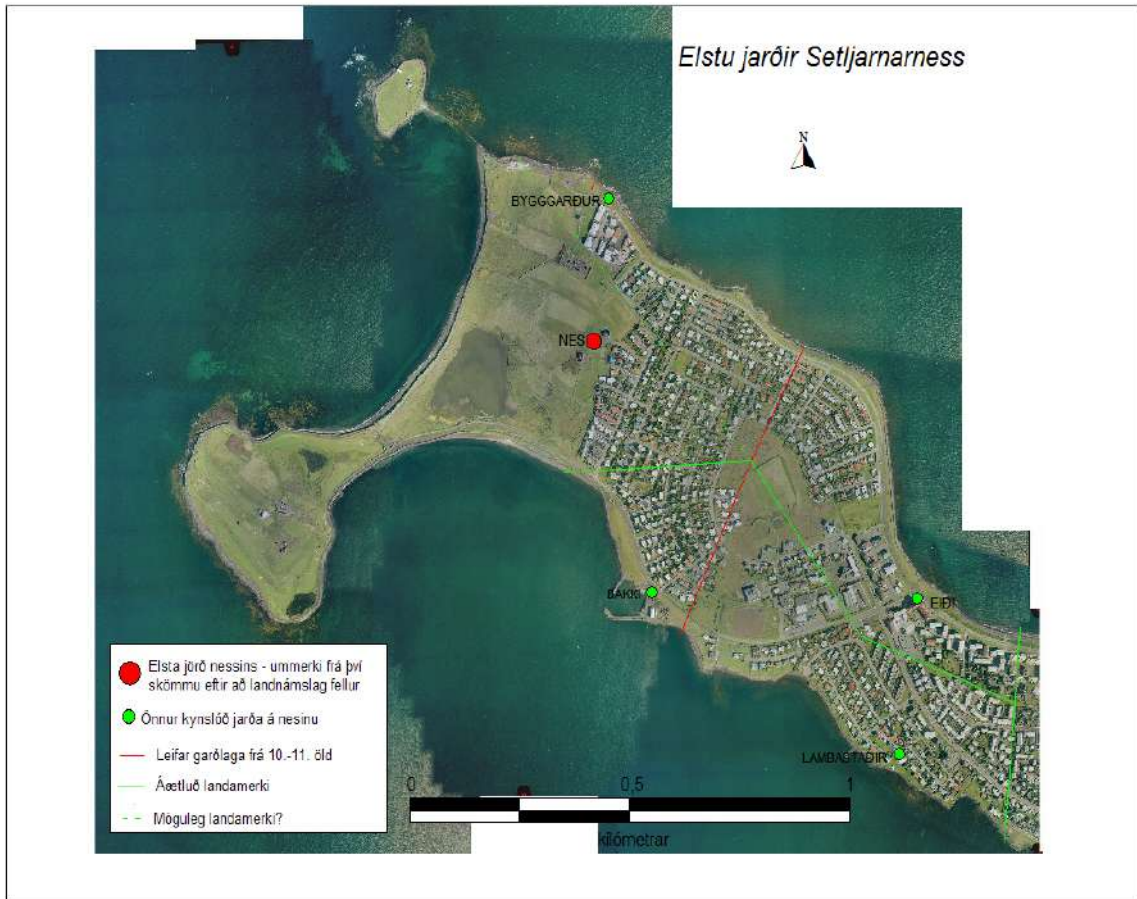 Elstu jarðir Setljarnarness
N
BYGGGARÐUR
NES
BAKKI
EIÐI
LAMBASTAÐIR
Elsta jörð nessins - ummerki frá því
skömmu eftir að landnámslag fellur
Önnur kynslóð jarða á nesinu
Leifar garðlaga frá 10.-11. öld
Áætluð landamerki
Möguleg landamerki?
0 0,5 1
kílómetrar